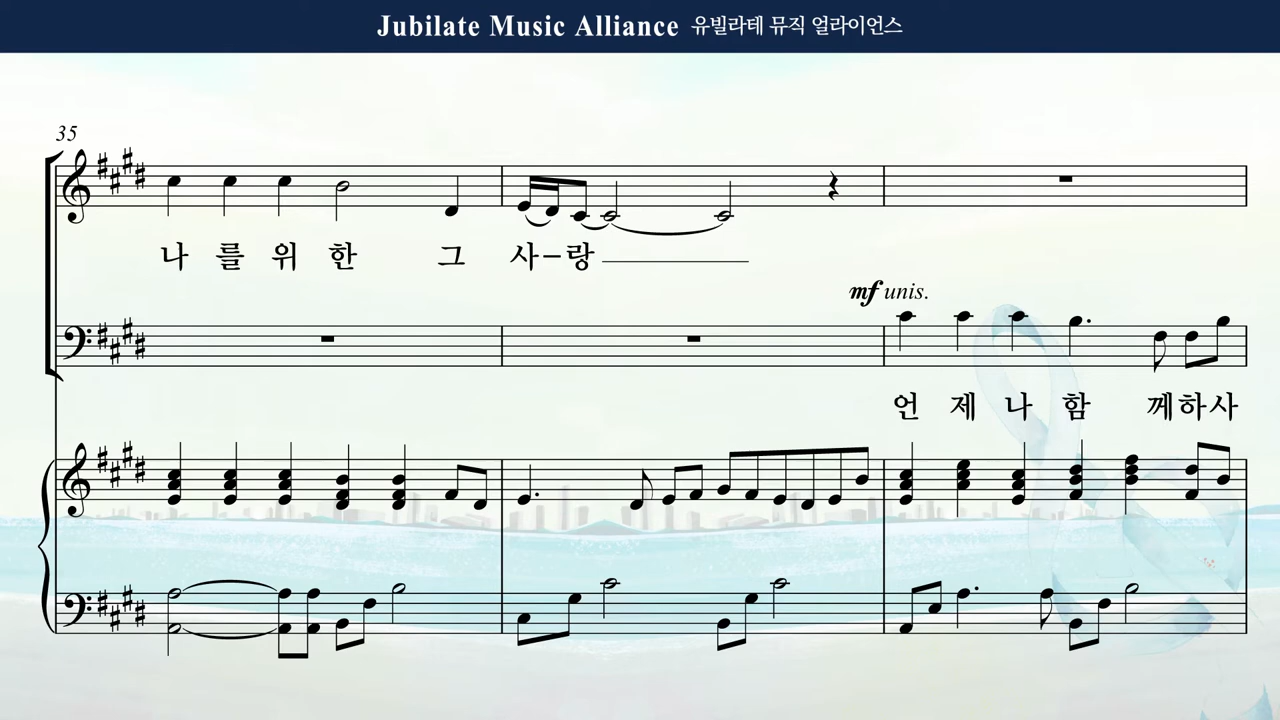 Jubilate Music Alliance 유빌라테 뮤직 얼라이언스
35
나 를 위 한 그 사-랑
mf unis.
언 제 나 함 께하사